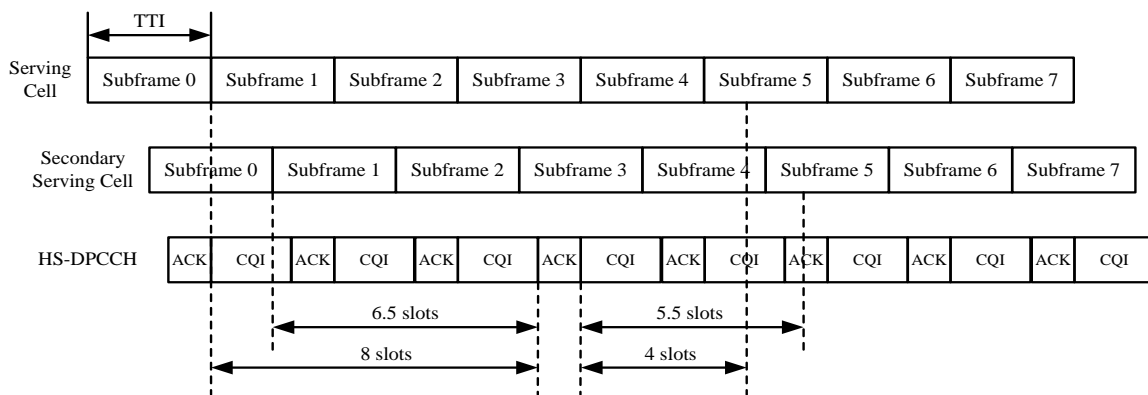 TTI
Serving
Cell
Subframe 0 Subframe 1 Subframe 2 Subframe 3 Subframe 4 Subframe 5 Subframe 6 Subframe 7
Secondary
Serving Cell
Subframe 0 Subframe 1 Subframe 2 Subframe 3 Subframe 4 Subframe 5 Subframe 6 Subframe 7
HS-DPCCH
ACK CQI ACK CQI ACK CQI ACK CQI ACK CQI ACK CQI ACK CQI ACK CQI
6.5 slots 5.5 slots
8 slots 4 slots